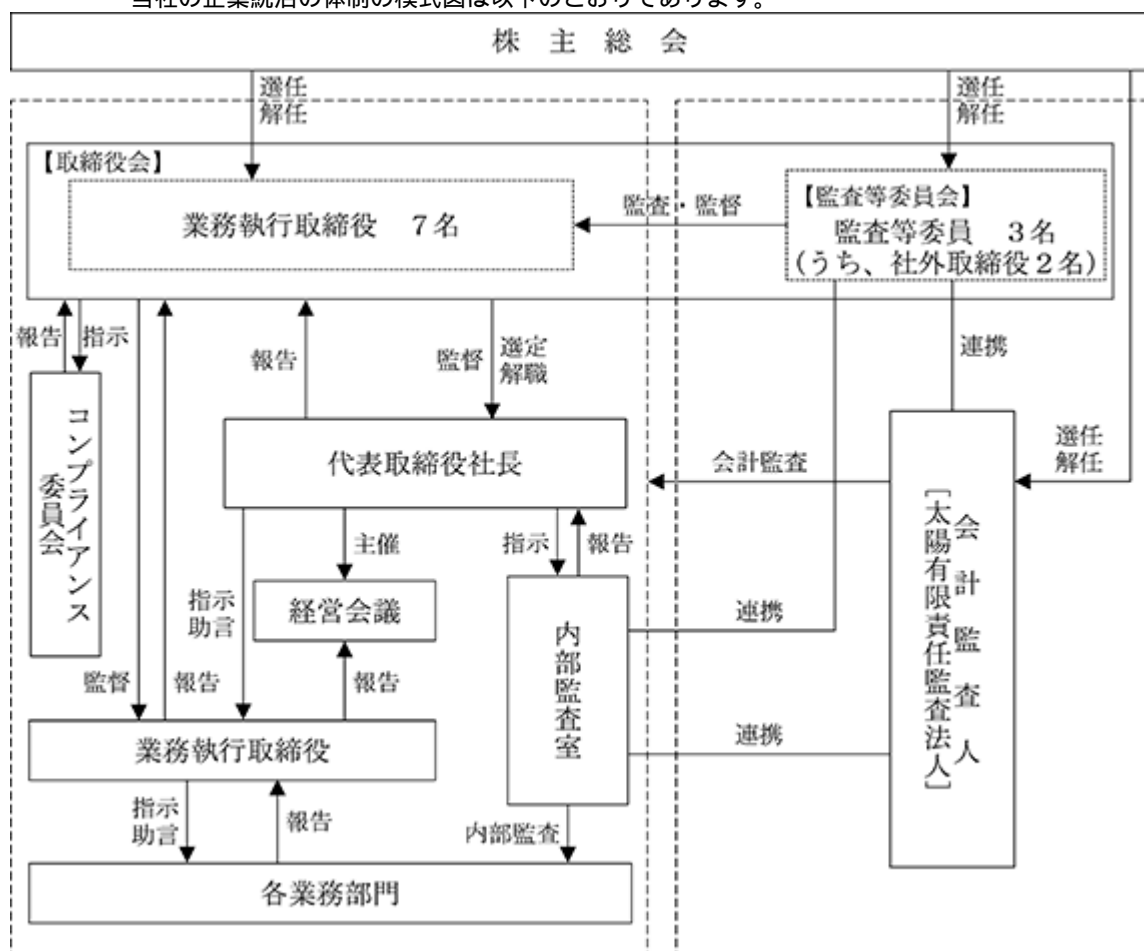 当社の企業統治の体制の模式図は以下のとおりであります。
株主総会
選任
解任
選任
解任
【取締役会】
業務執行取締役 7名
監査・監督
【監査等委員会】
監査等委員 3名
(うち、社外取締役2名)
報告
指示
報告
監督
選定
解職
連携
コンプライアンス
委員会
代表取締役社長
会計監査
選任
解任
会計監査人
[太陽有限責任監査法人]
主催
指示
報告
指示
助言
経営会議
内部監査室
連携
監督
報告
報告
連携
業務執行取締役
指示
助言
報告
内部監査
各業務部門